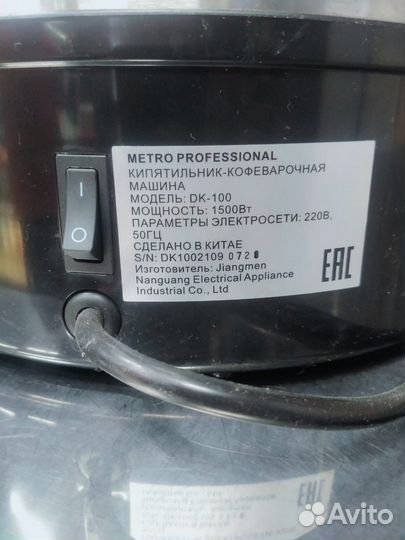 METRO PROFESSIONAL
КИПЯТИЛЬНИК-КОФЕВАРОЧНАЯ
МАШИНА
МОДЕЛЬ: DK-100
МОЩНОСТЬ: 1500Вт
ПАРАМЕТРЫ ЭЛЕКТРОСЕТИ: 220В,
50ГЦ
СДЕЛАНО В КИТАЕ
S/N: DK1002109 0728
Изготовитель: Jiangmen
Nanguang Electrical Appliance
Industrial Co., Ltd
EAC
Avito